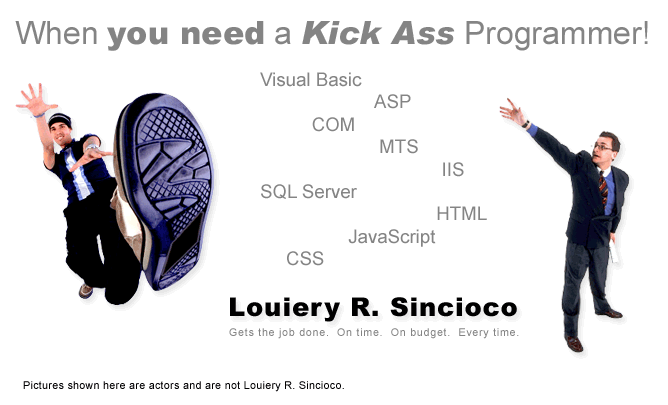 When you need a Kick Ass Programmer!
Visual Basic
ASP
COM
MTS
IIS
SQL Server
HTML
JavaScript
CSS
Louiery R. Sincioco
Gets the job done. On time. On budget. Every time.
Pictures shown here are actors and are not Louiery R. Sincioco.